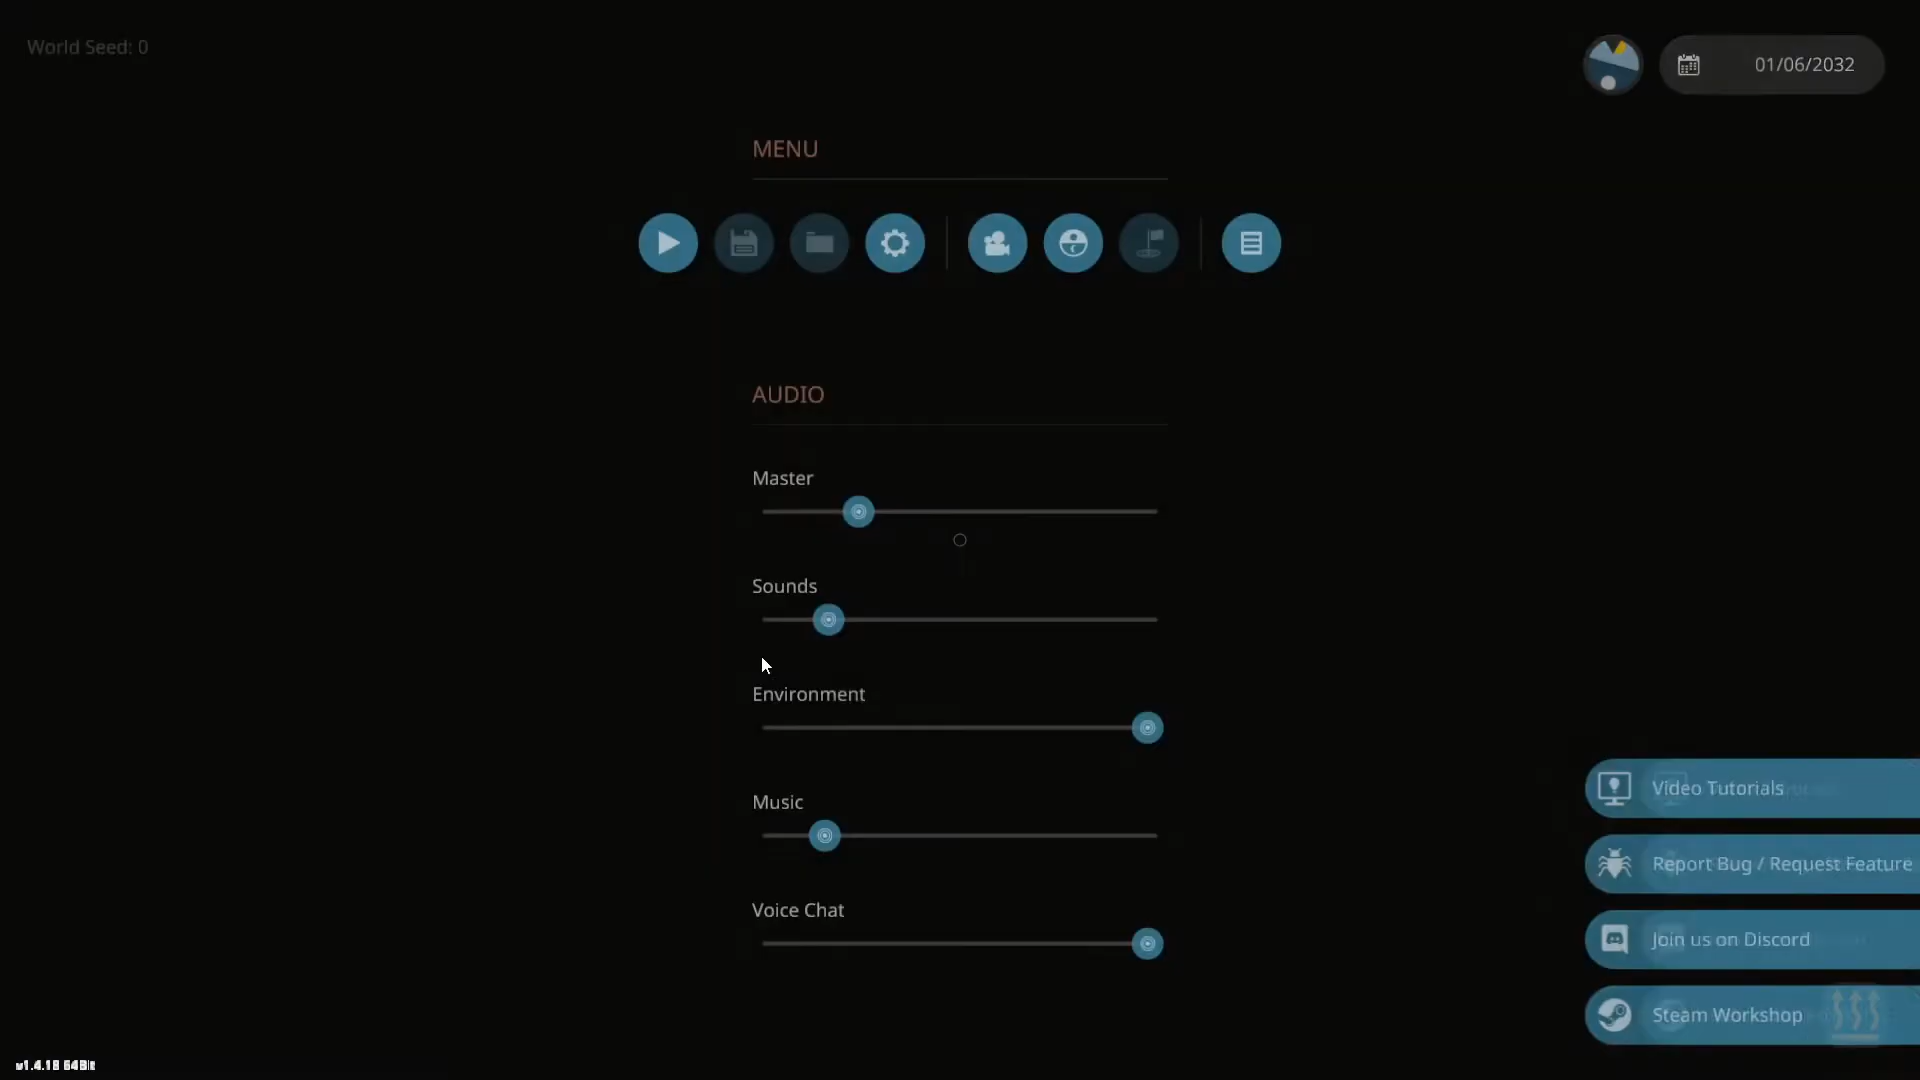 World Seed: 0
01/06/2032
MENU
AUDIO
Master
Sounds
Environment
Music
Voice Chat
Video Tutorials
Report Bug / Request Feature
Join us on Discord
Steam Workshop